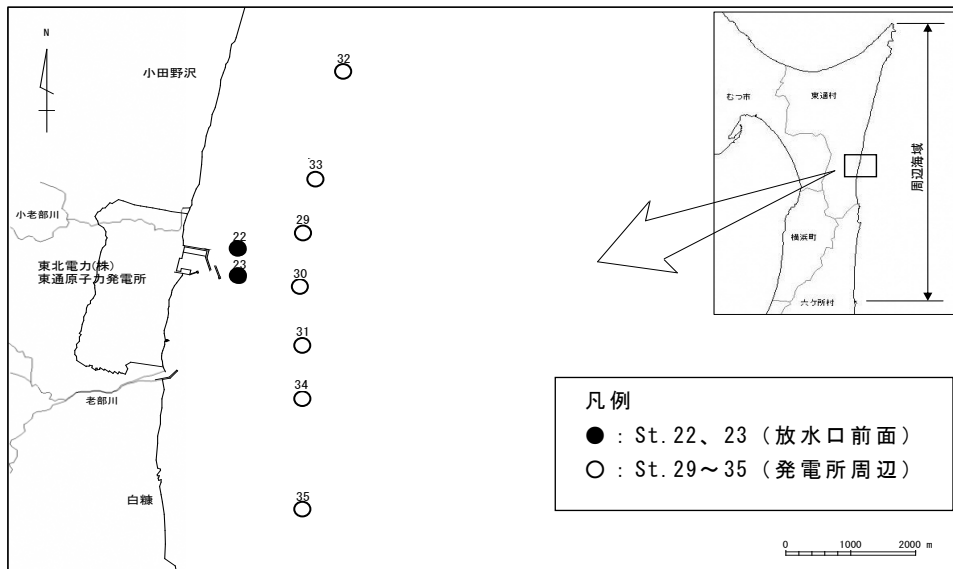 N
小田野沢
32
33
小老部川
29
22
東北電力(株)
東通原子力発電所
23
30
31
34
老部川
白糠
35
むつ市
東通村
周辺海域
横浜町
六ケ所村
凡例
● : St.22、23 (放水口前面)
○ : St.29～35 (発電所周辺)
0 1000 2000 m